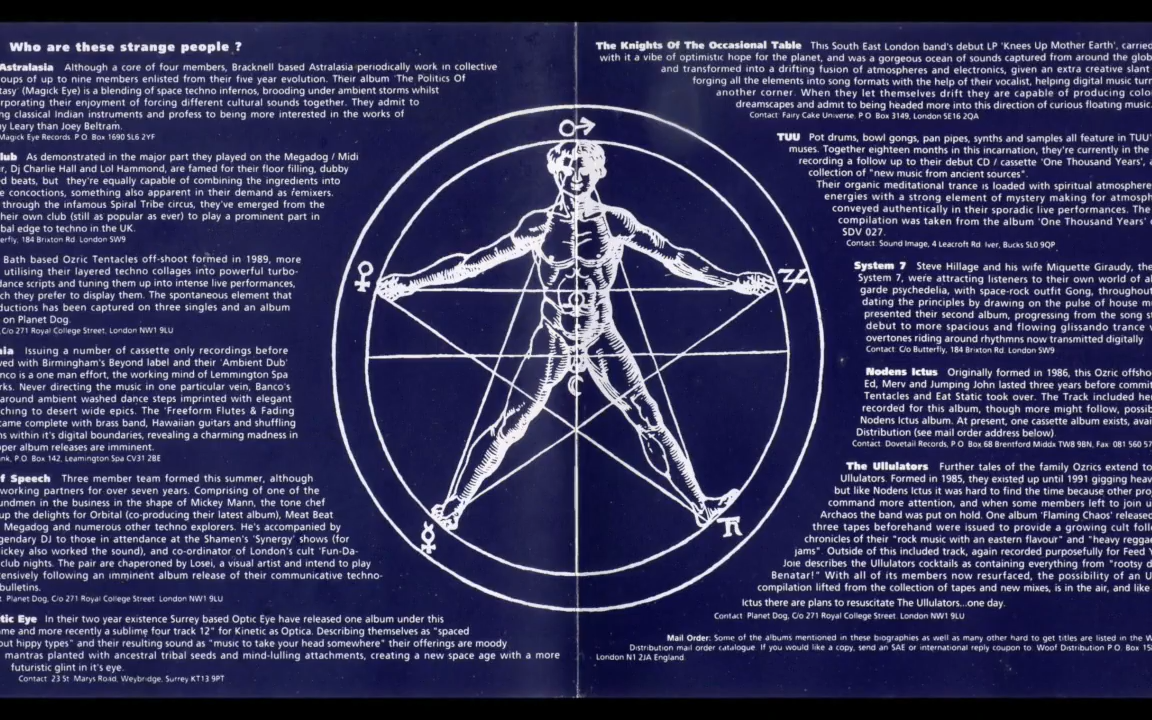 Who are these strange people ?
Astralasia Although a core of four members, Bracknell based Astralasia periodically work in collective
oups of up to nine members enlisted from their five year evolution. Their album 'The Politics Of
tasy' (Magick Eye) is a blending of space techno infernos, brooding under ambient storms whilst
rporating their enjoyment of forcing different cultural sounds together. They admit to
ng classical Indian instruments and profess to being more interested in the works of
y Leary than Joey Beltram.
Magick Eye Records P.O Box 1690 SL6 2YF
lub As demonstrated in the major part they played on the Megadog / Midi
r, Dj Charlie Hall and Lol Hammond, are famed for their floor filling, dubby
d beats, but they're equally capable of combining the ingredients into
e concoctions, something also apparent in their demand as remixers.
through the infamous Spiral Tribe circus, they've emerged from the
heir own club (still as popular as ever) to play a prominent part in
bal edge to techno in the UK.
erfly, 184 Brixton Rd. London SW9
Bath based Ozric Tentacles off-shoot formed in 1989, more
utilising their layered techno collages into powerful turbo-
dance scripts and tuning them up into intense live performances,
ch they prefer to display them. The spontaneous element that
ductions has been captured on three singles and an album
on Planet Dog.
C/o 271 Royal College Street, London NW1 9LU
ia Issuing a number of cassette only recordings before
ved with Birmingham's Beyond label and their 'Ambient Dub'
nco is a one man effort, the working mind of Lemmington Spa
rks. Never directing the music in one particular vein, Banco's
around ambient washed dance steps imprinted with elegant
ching to desert wide epics. The 'Freeform Flutes & Fading
came complete with brass band, Hawaiian guitars and shuffling
ns within it's digital boundaries, revealing a charming madness in
per album releases are imminent.
nk, P.O. Box 142, Leamington Spa CV31 2BE
f Speech Three member team formed this summer, although
working partners for over seven years. Comprising of one of the
undmen in the business in the shape of Mickey Mann, the tone chef
up the delights for Orbital (co-producing their latest album), Meat Beat
Megadog and numerous other techno explorers. He's accompanied by
gendary DJ to those in attendance at the Shamen's 'Synergy' shows (for
ickey also worked the sound), and co-ordinator of London's cult 'Fun-Da-
club nights. The pair are chaperoned by Losei, a visual artist and intend to play
tensively following an imminent album release of their communicative techno-
bulletins.
t Planet Dog, C/o 271 Royal College Street London NW1 9LU
tic Eye In their two year existence Surrey based Optic Eye have released one album under this
me and more recently a sublime four track 12" for Kinetic as Optica. Describing themselves as "spaced
out hippy types" and their resulting sound as "music to take your head somewhere" their offerings are moody
mantras planted with ancestral tribal seeds and mind-lulling attachments, creating a new space age with a more
futuristic glint in it's eye.
Contact: 23 St Marys Road, Weybridge, Surrey KT13 9PT
The Knights Of The Occasional Table This South East London band's debut LP 'Knees Up Mother Earth', carried
with it a vibe of optimistic hope for the planet, and was a gorgeous ocean of sounds captured from around the glob
and transformed into a drifting fusion of atmospheres and electronics, given an extra creative slant
forging all the elements into song formats with the help of their vocalist, helping digital music turn
another corner. When they let themselves drift they are capable of producing colo
dreamscapes and admit to being headed more into this direction of curious floating music.
Contact: Fairy Cake Universe. P O Box 3149, London SE16 2QA
TUU Pot drums, bowl gongs, pan pipes, synths and samples all feature in TUU'
muses. Together eighteen months in this incarnation, they're currently in the
recording a follow up to their debut CD / cassette 'One Thousand Years', a
collection of "new music from ancient sources".
Their organic meditational trance is loaded with spiritual atmosphere
energies with a strong element of mystery making for atmosph
conveyed authentically in their sporadic live performances. The
compilation was taken from the album 'One Thousand Years'
SDV 027.
Contact: Sound Image, 4 Leacroft Rd. Iver, Bucks SL0 9QP
System 7 Steve Hillage and his wife Miquette Giraudy, the
System 7, were attracting listeners to their own world of al
garde psychedelia, with space-rock outfit Gong, throughout
dating the principles by drawing on the pulse of house m
presented their second album, progressing from the song st
debut to more spacious and flowing glissando trance
overtones riding around rhythmns now transmitted digitally
Contact: C/o Butterfly, 184 Brixton Rd. London SW9
Nodens Ictus Originally formed in 1986, this Ozric offsho
Ed, Merv and Jumping John lasted three years before commit
Tentacles and Eat Static took over. The Track included her
recorded for this album, though more might follow, possib
Nodens Ictus album. At present, one cassette album exists, avai
Distribution (see mail order address below).
Contact: Dovetail Records, P O Box 68 Brentford Middx TW8 9BN, Fax: 081 560 57
The Ullulators Further tales of the family Ozrics extend to
Ullulators. Formed in 1985, they existed up until 1991 gigging heav
but like Nodens Ictus it was hard to find the time because other pro
command more attention, and when some members left to join u
Archaos the band was put on hold. One album 'Flaming Chaos' released
three tapes beforehand were issued to provide a growing cult follo
chronicles of their "rock music with an eastern flavour" and "heavy reggae
jams". Outside of this included track, again recorded purposefully for Feed Y
Joie describes the Ullulators cocktails as containing everything from "rootsy d
Benatar!" With all of its members now resurfaced, the possibility of an U
compilation lifted from the collection of tapes and new mixes, is in the air, and like
Ictus there are plans to resuscitate The Ullulators...one day.
Contact: Planet Dog, C/o 271 Royal College Street, London NW1 9LU
Mail Order: Some of the albums mentioned in these biographies as well as many other hard to get titles are listed in the W
Distribution mail order catalogue. If you would like a copy, send an SAE or international reply coupon to: Woof Distribution P.O. Box 15
London N1 2JA England.